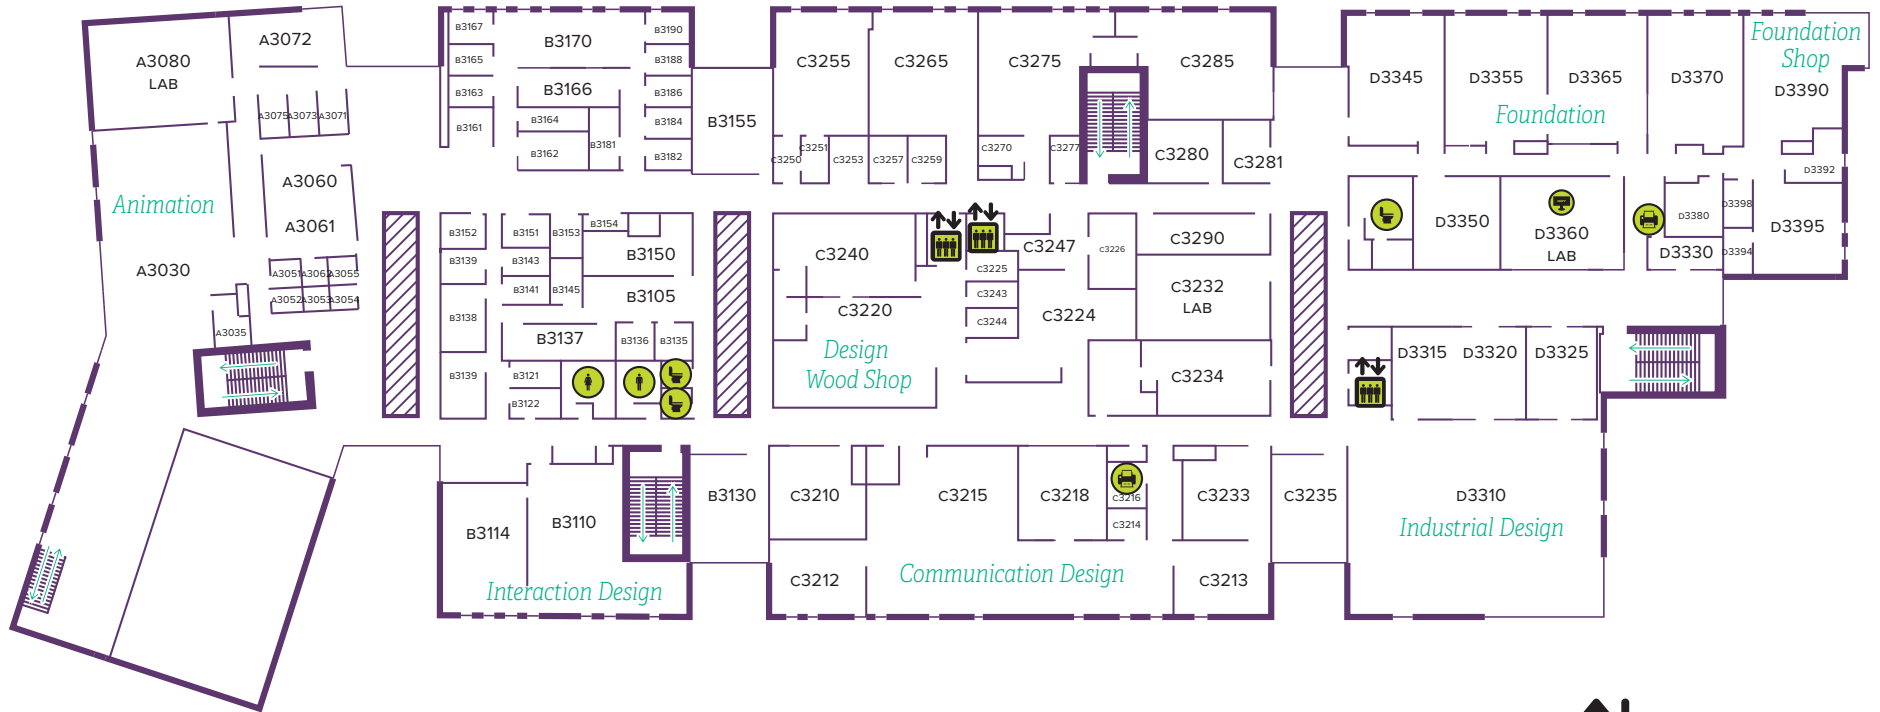 A3080
LAB
A3072
A3075
A3073
A3071
Animation
A3060
A3061
A3030
A3051
A3062
A3055
A3052
A3053
A3054
A3035
B3167
B3165
B3163
B3161
B3170
B3166
B3164
B3162
B3181
B3190
B3188
B3186
B3184
B3182
B3155
B3152
B3139
B3138
B3139
B3151
B3143
B3141
B3153
B3145
B3154
B3150
B3105
B3137
B3136
B3135
B3121
B3122
B3114
B3110
Interaction Design
B3130
C3255
C3265
C3275
C3285
C3250
C3251
C3253
C3257
C3259
C3270
C3277
C3280
C3281
C3240
C3220
Design
Wood Shop
C3247
C3225
C3243
C3244
C3224
C3226
C3290
C3232
LAB
C3234
C3210
C3212
C3215
C3218
C3216
C3214
C3233
C3235
C3213
Communication Design
D3345
D3355
D3365
D3370
Foundation
Foundation
Shop
D3390
D3392
D3350
D3360
LAB
D3380
D3330
D3398
D3394
D3395
D3315
D3320
D3325
D3310
Industrial Design